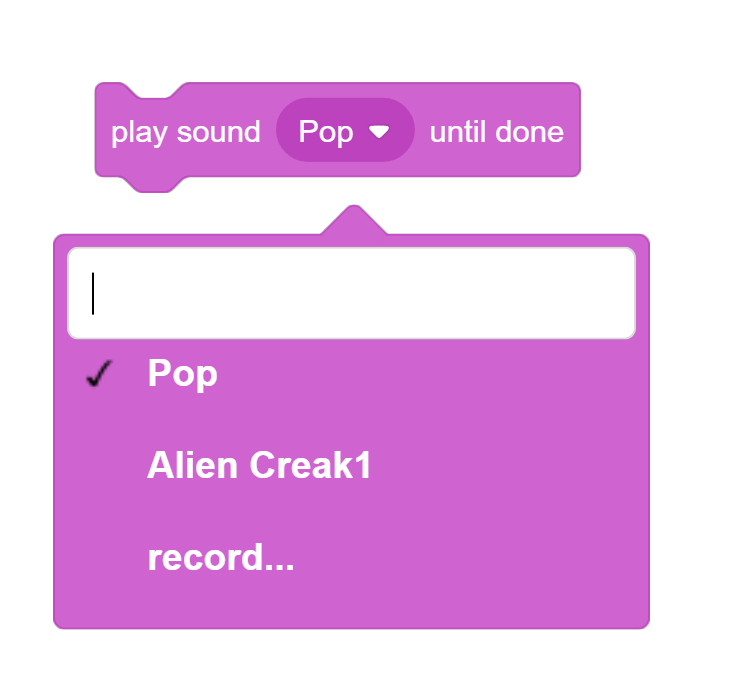 play sound Pop until done
Pop
Alien Creak1
record...